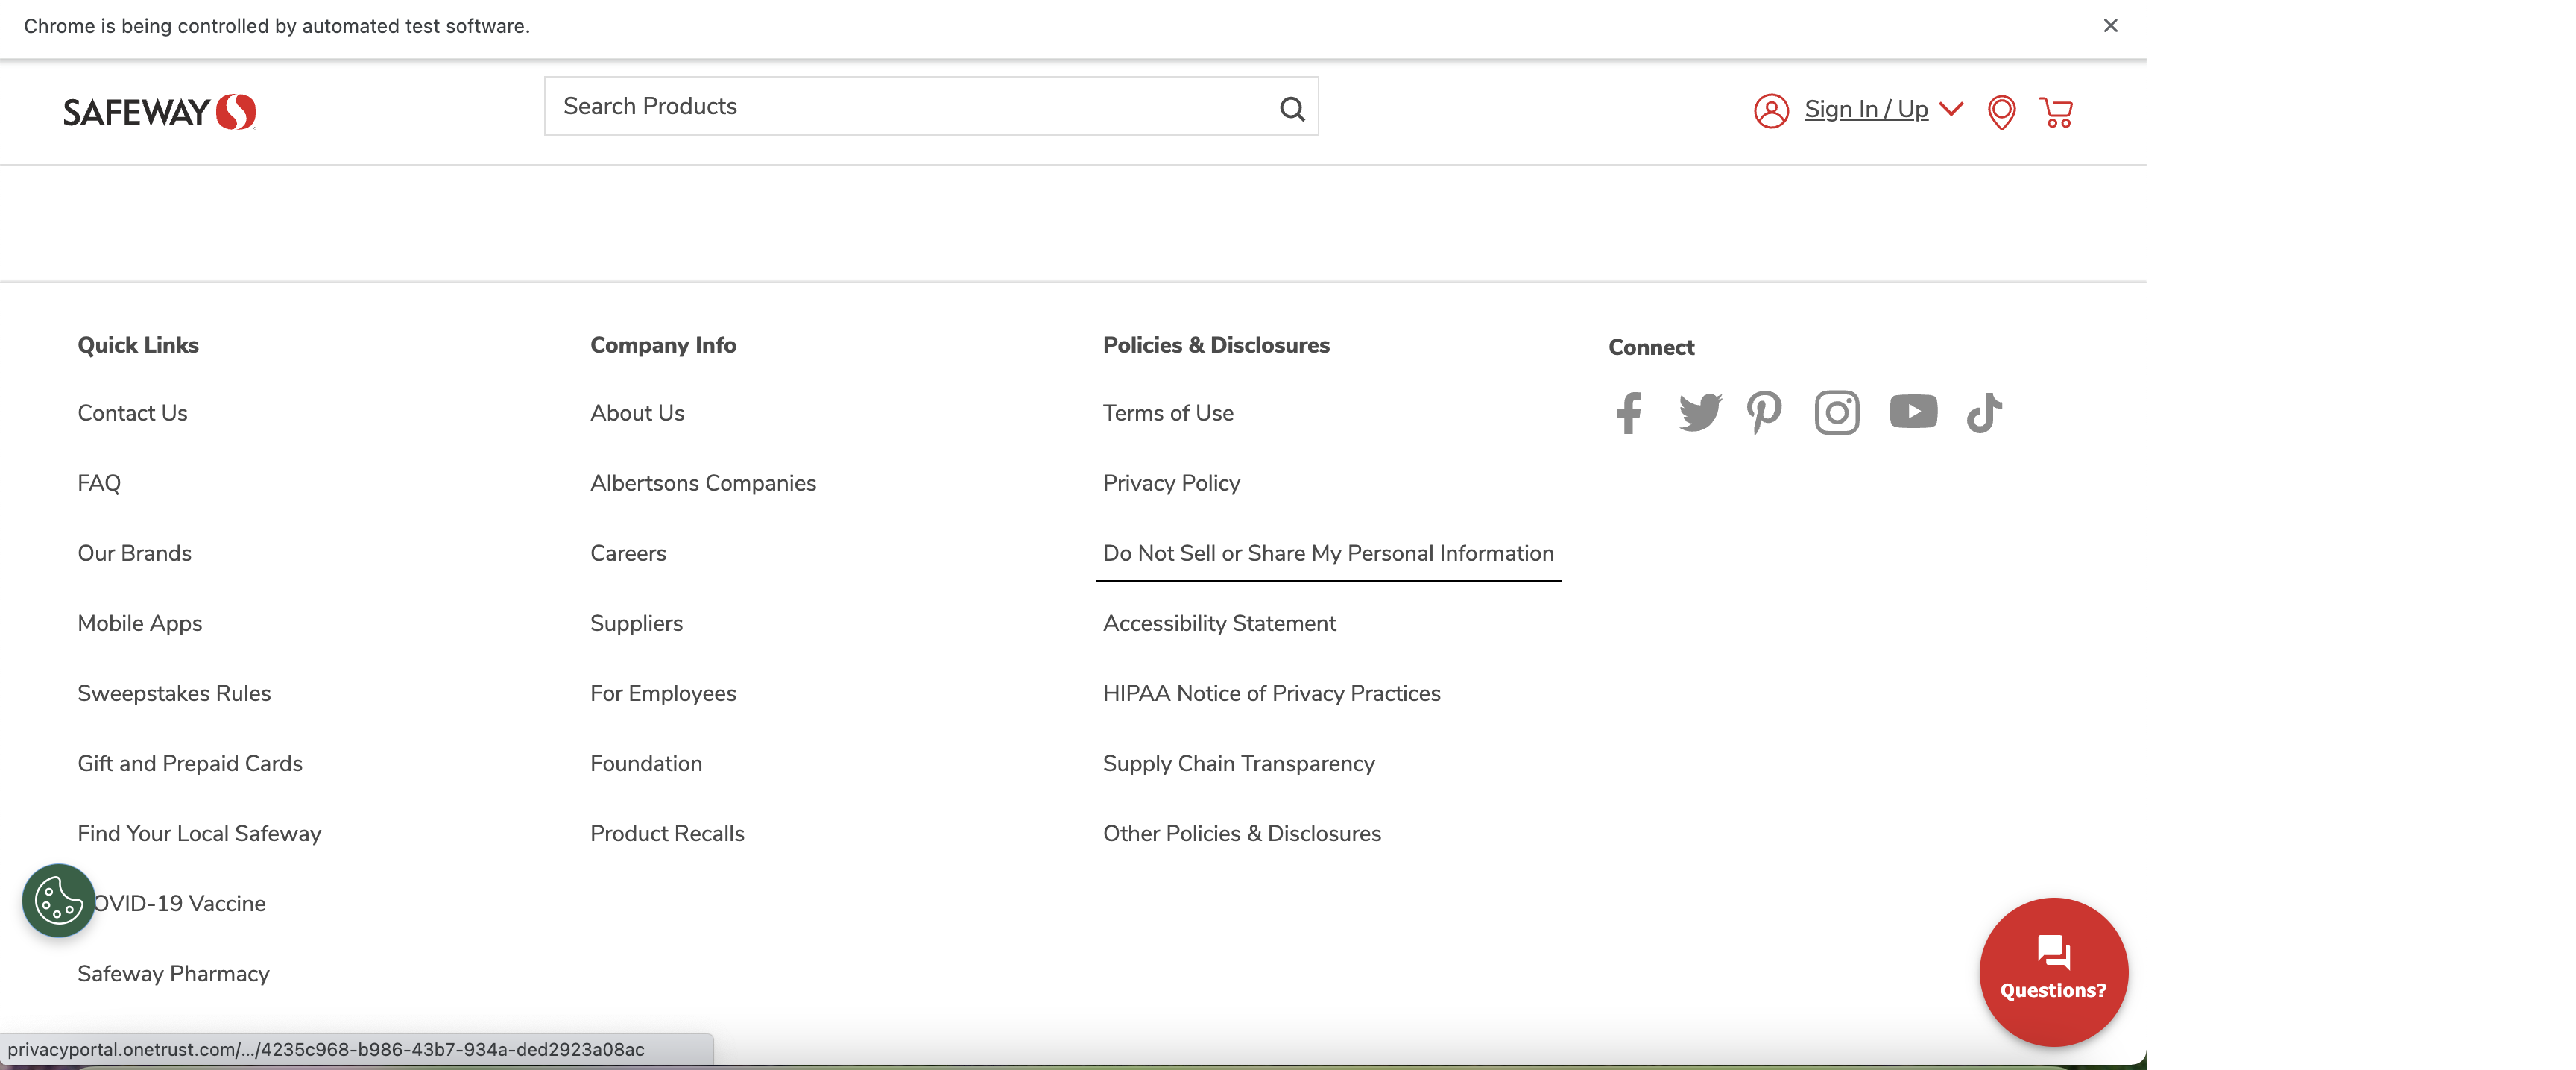 Chrome is being controlled by automated test software.
SAFEWAY
Search Products
Sign In / Up
Quick Links
Contact Us
FAQ
Our Brands
Mobile Apps
Sweepstakes Rules
Gift and Prepaid Cards
Find Your Local Safeway
OVID-19 Vaccine
Safeway Pharmacy
Company Info
About Us
Albertsons Companies
Careers
Suppliers
For Employees
Foundation
Product Recalls
Policies & Disclosures
Terms of Use
Privacy Policy
Do Not Sell or Share My Personal Information
Accessibility Statement
HIPAA Notice of Privacy Practices
Supply Chain Transparency
Other Policies & Disclosures
Connect
Questions?
privacyportal.onetrust.com/.../4235c968-b986-43b7-934a-ded2923a08ac